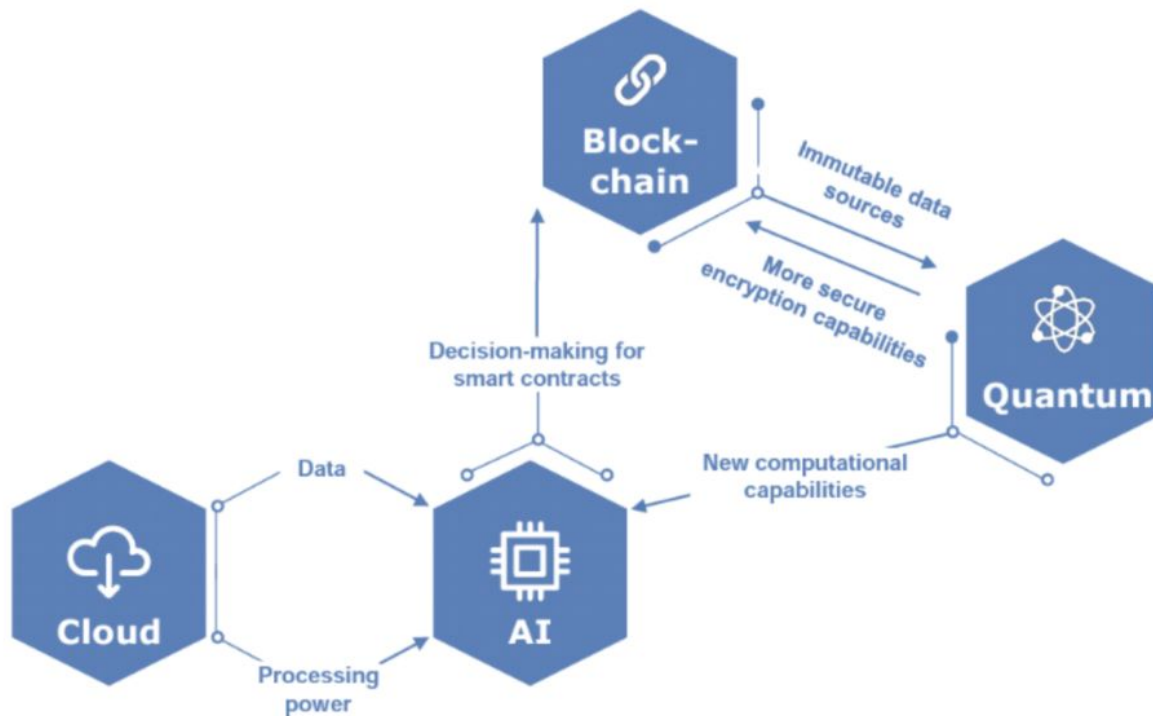 Block-
chain
Immutable data
sources
More secure
encryption capabilities
Quantum
Decision-making for
smart contracts
New computational
capabilities
Data
Cloud
AI
Processing
power